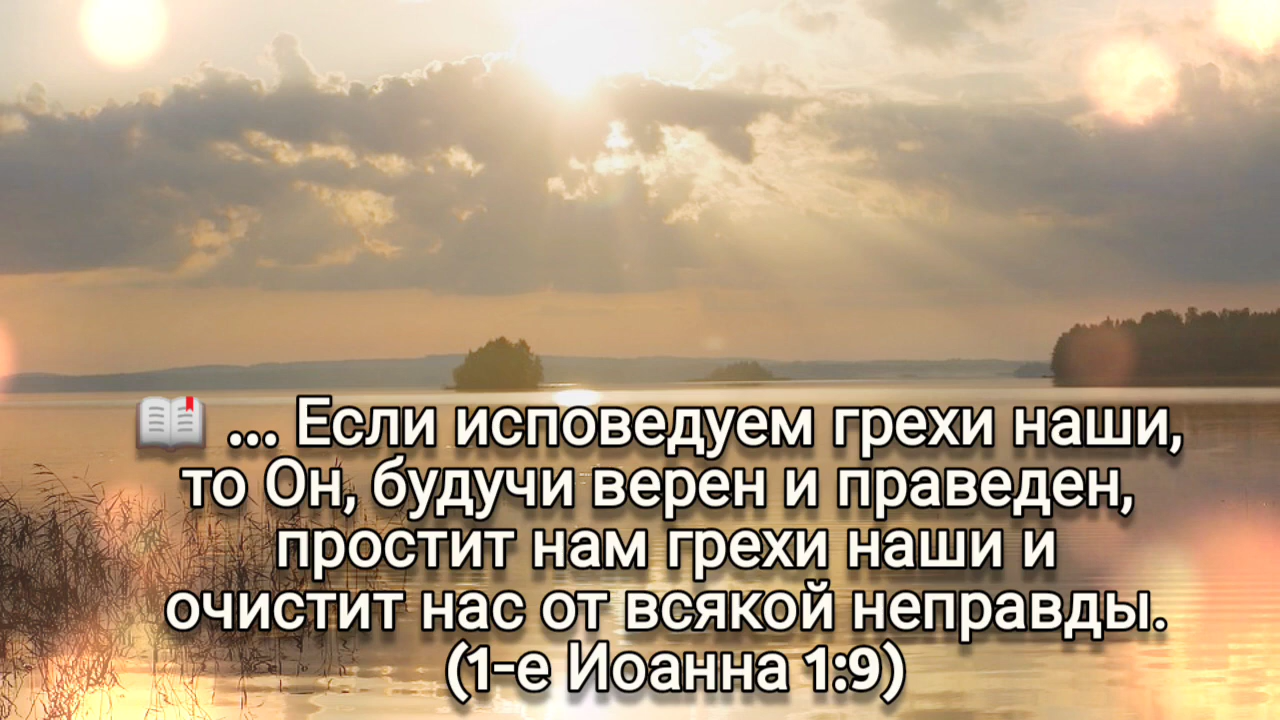 📖 ... Если исповедуем грехи наши,
то Он, будучи верен и праведен,
простит нам грехи наши и
очистит нас от всякой неправды.
(1-е Иоанна 1:9)